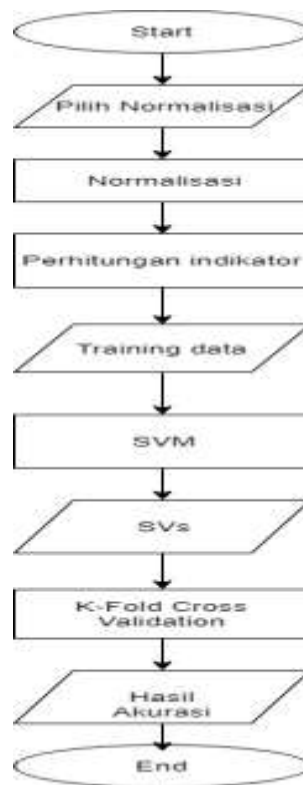 Start
Pilih Normalisasi
Normalisasi
Perhitungan indikator
Training data
SVM
SVs
K-Fold Cross
Validation
Hasil
Akurasi
End